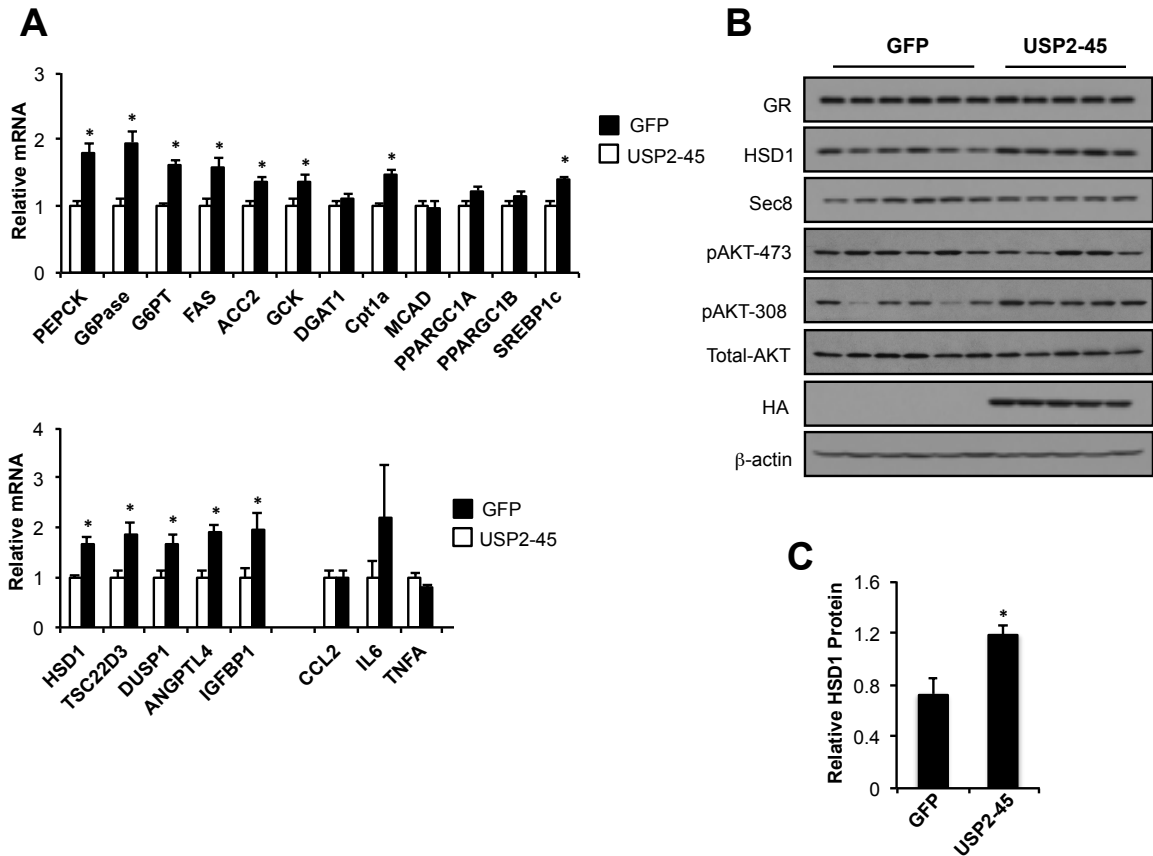 A
3
2
1
0
Relative mRNA
* * * * * * * *
GFP
USP2-45
PEPCK
G6Pase
G6PT
FAS
ACC2
GCK
DGAT1
Cpt1a
MCAD
PPARGC1A
PPARGC1B
SREBP1c
4
3
2
1
0
Relative mRNA
* * * * *
GFP
USP2-45
HSD1
TSC22D3
DUSP1
ANGPTL4
IGFBP1
CCL2
IL6
TNFA
B
GFP USP2-45
GR
HSD1
Sec8
pAKT-473
pAKT-308
Total-AKT
HA
β-actin
C
1.6
1.2
0.8
0.4
0
Relative HSD1 Protein
*
GFP
USP2-45